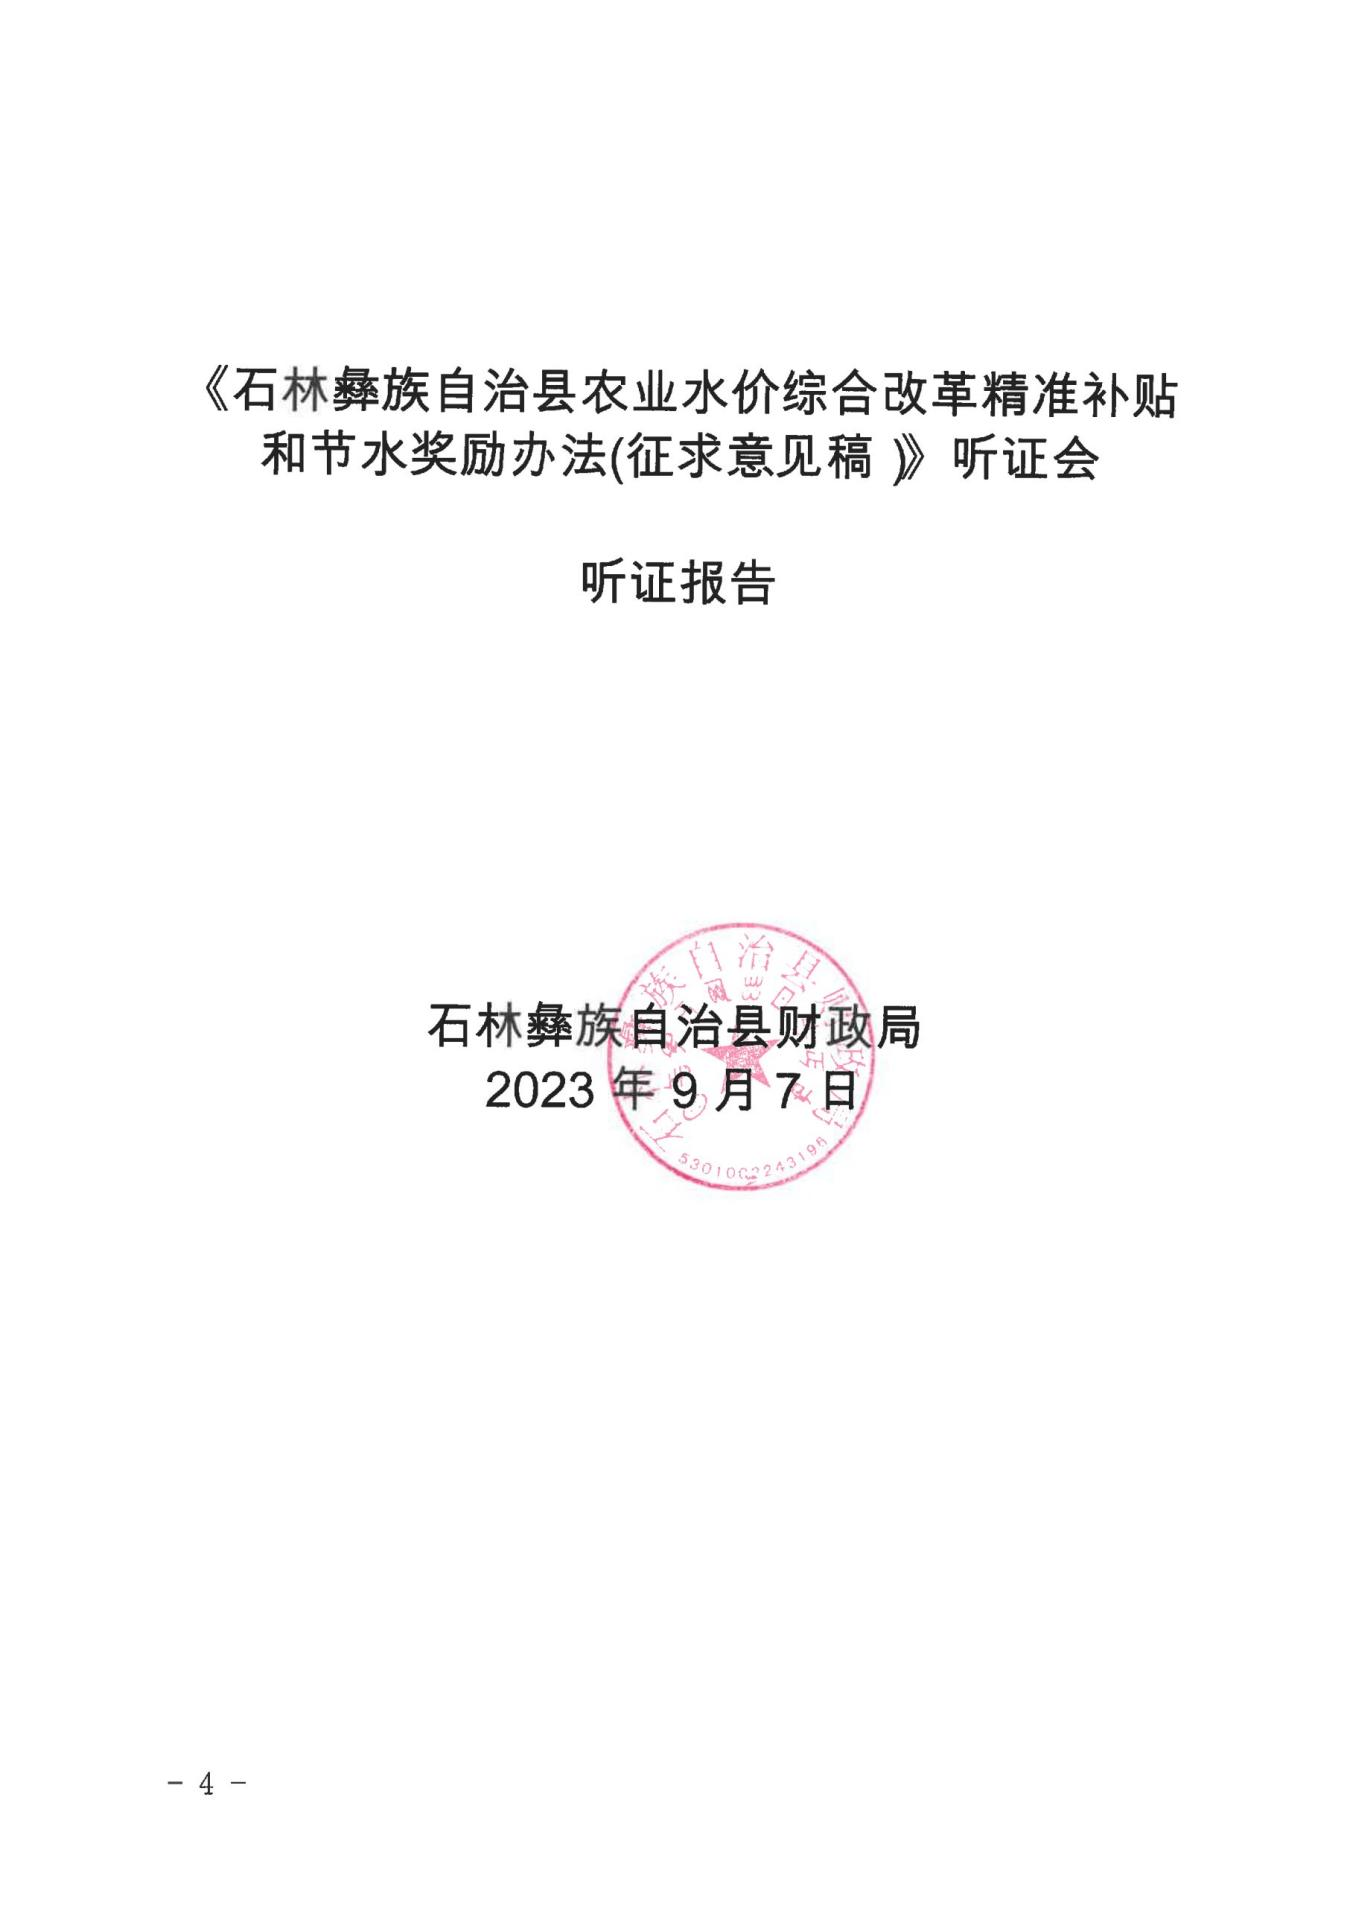 《石林彝族自治县农业水价综合改革精准补贴
和节水奖励办法(征求意见稿)》听证会
听证报告
石林彝族自治县财政局
2023 年 9 月 7 日
- 4 -